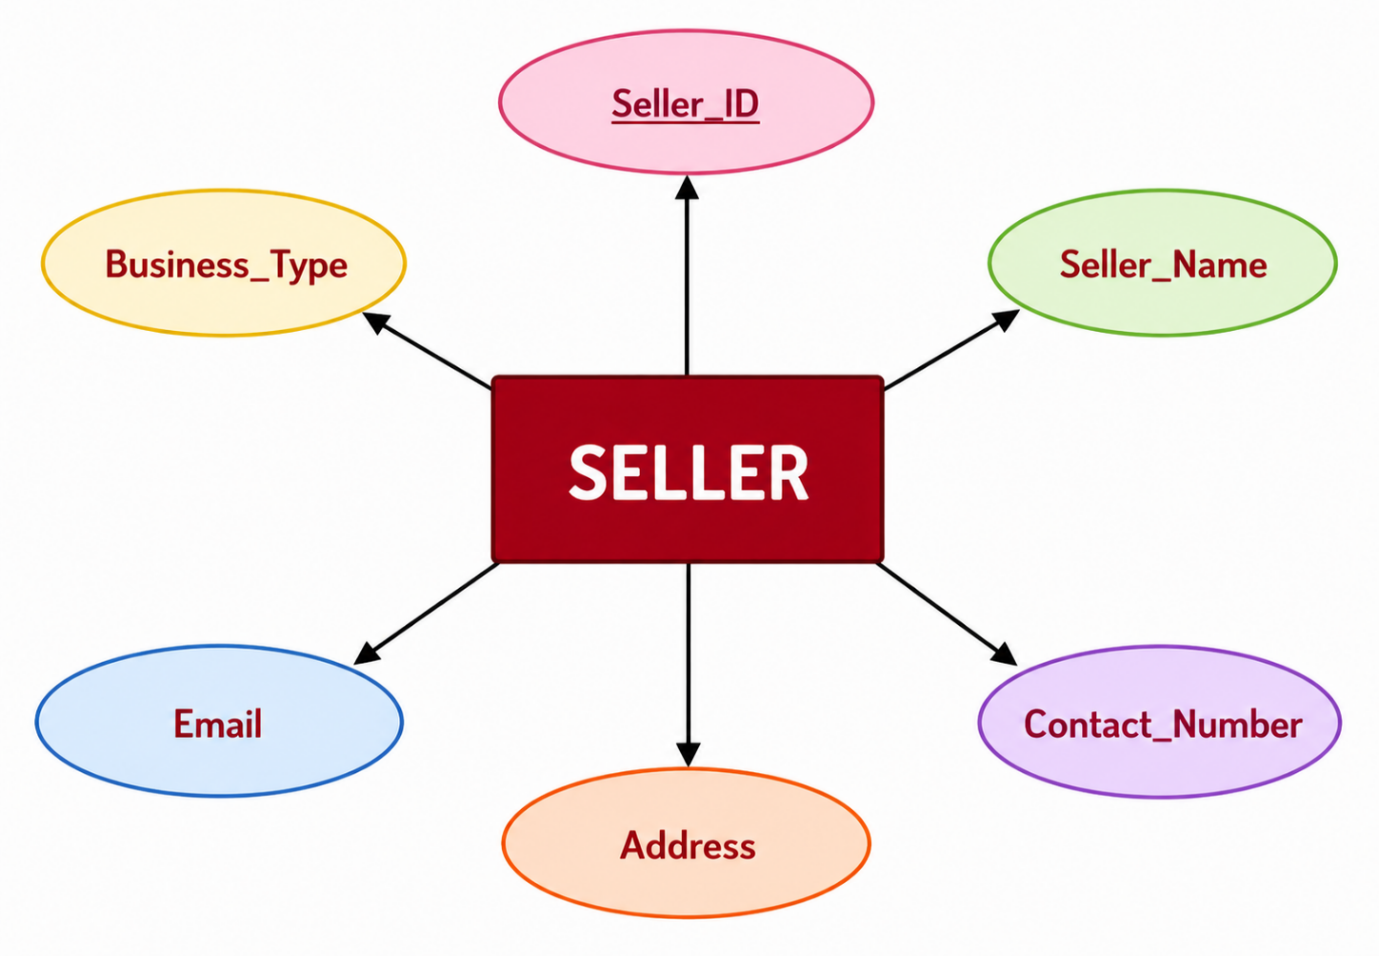 Seller_ID
Business_Type
Seller_Name
SELLER
Email
Contact_Number
Address